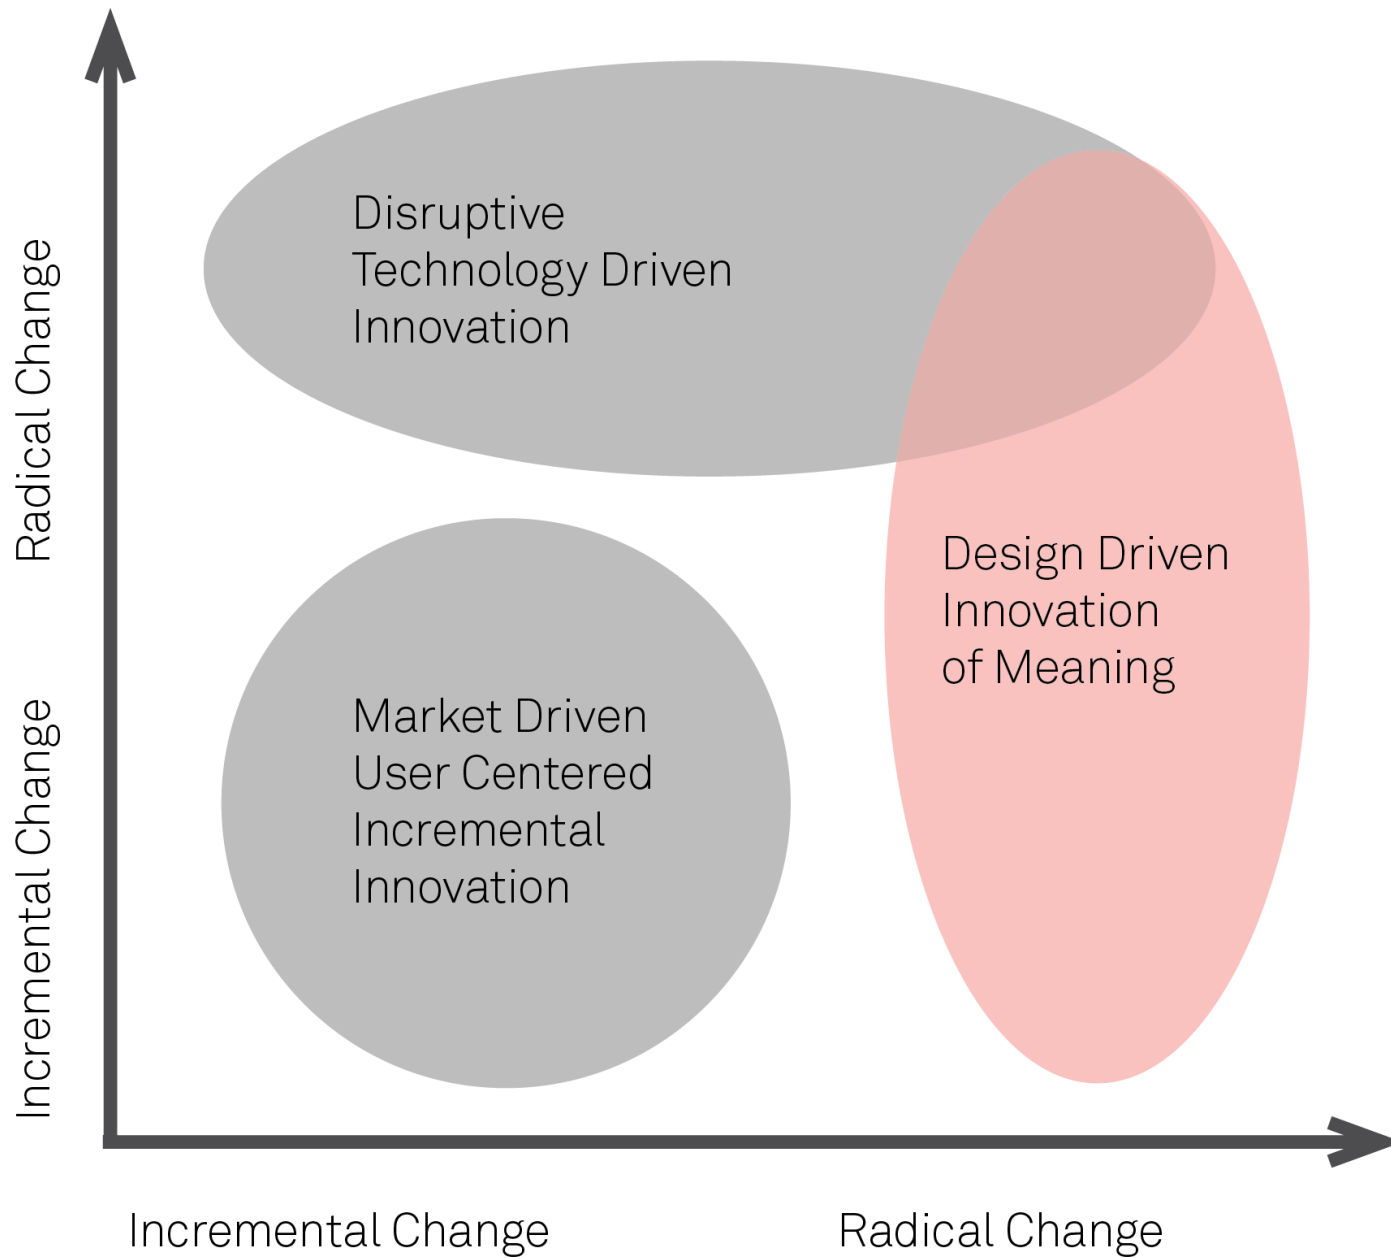 Radical Change
Incremental Change
Disruptive
Technology Driven
Innovation
Design Driven
Innovation
of Meaning
Market Driven
User Centered
Incremental
Innovation
Incremental Change
Radical Change